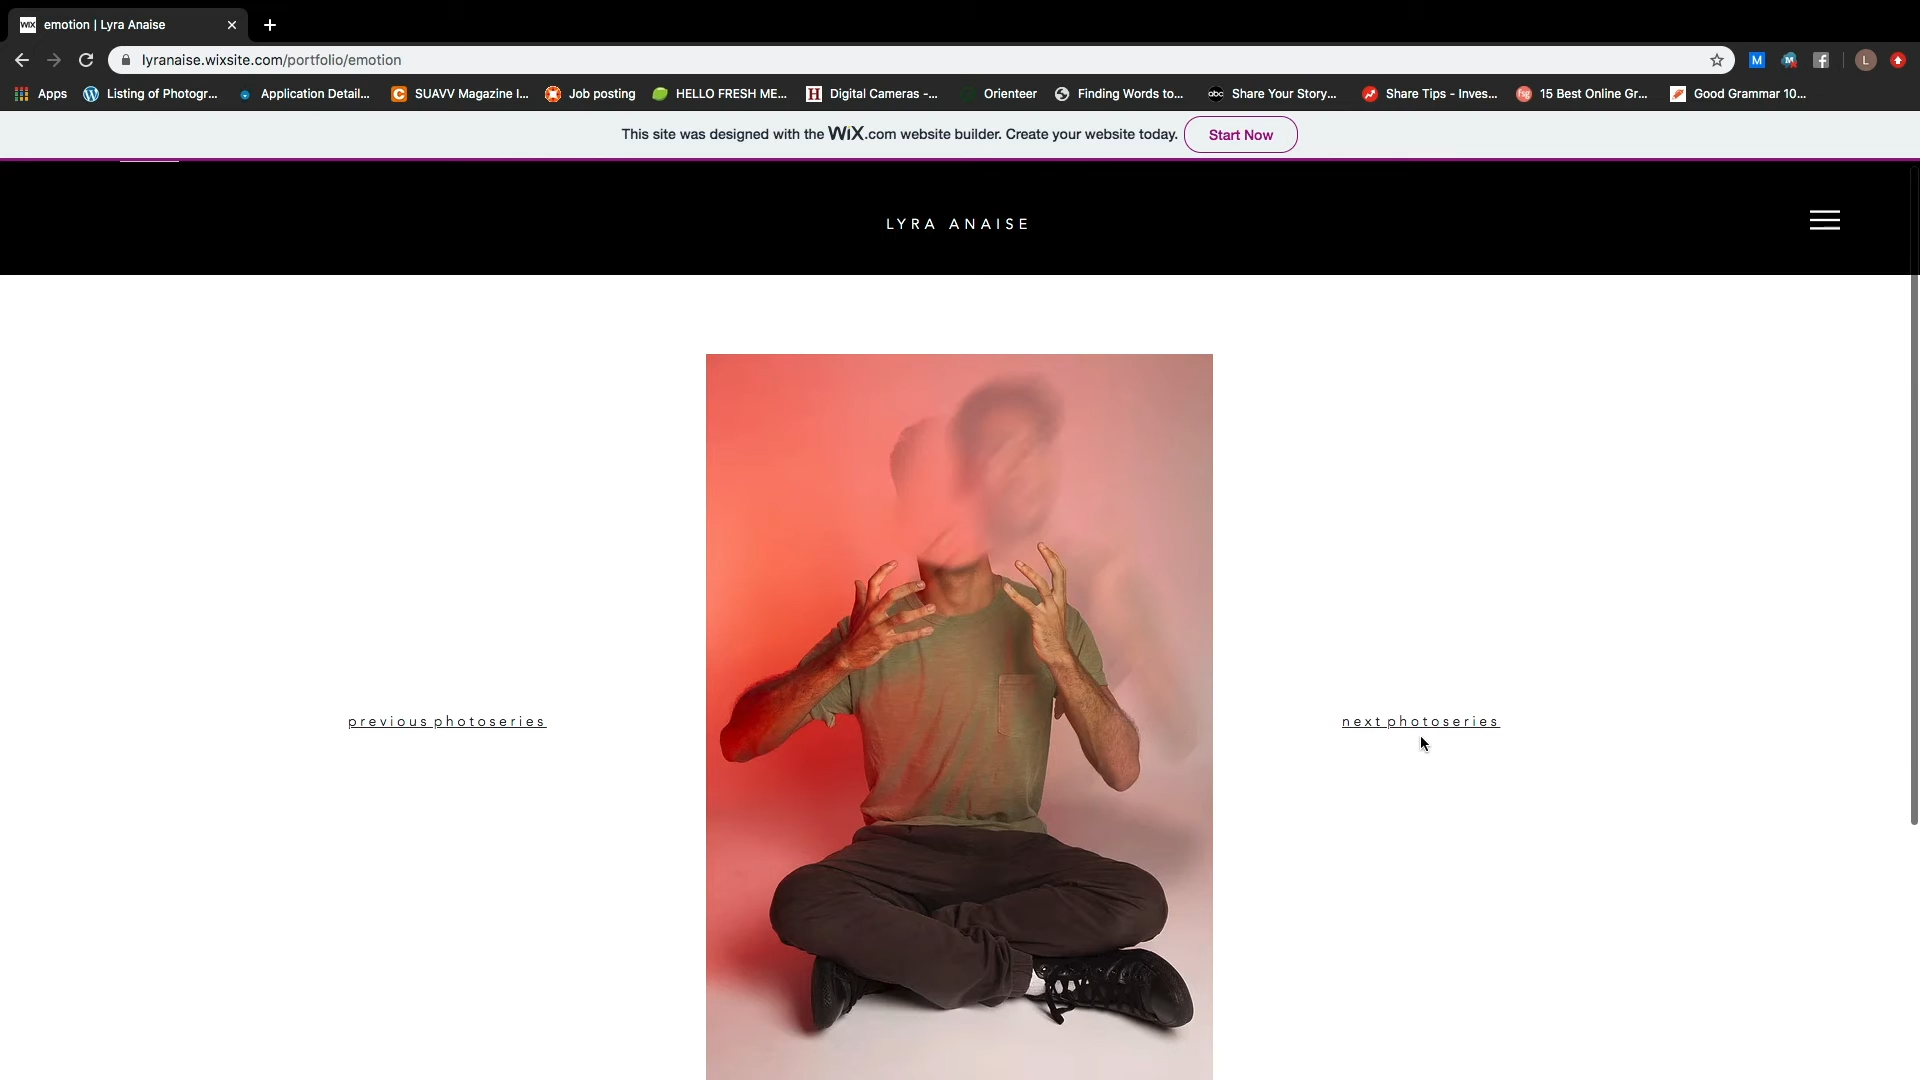 WiX emotion | Lyra Anaise
lyranaise.wixsite.com/portfolio/emotion
M L
Apps Listing of Photogr... Application Detail... SUAVV Magazine I... Job posting HELLO FRESH ME... Digital Cameras -... Orienteer Finding Words to... Share Your Story... Share Tips - Inves... 15 Best Online Gr... Good Grammar 10...
This site was designed with the WiX.com website builder. Create your website today. Start Now
LYRA ANAISE
previous photoseries
next photoseries